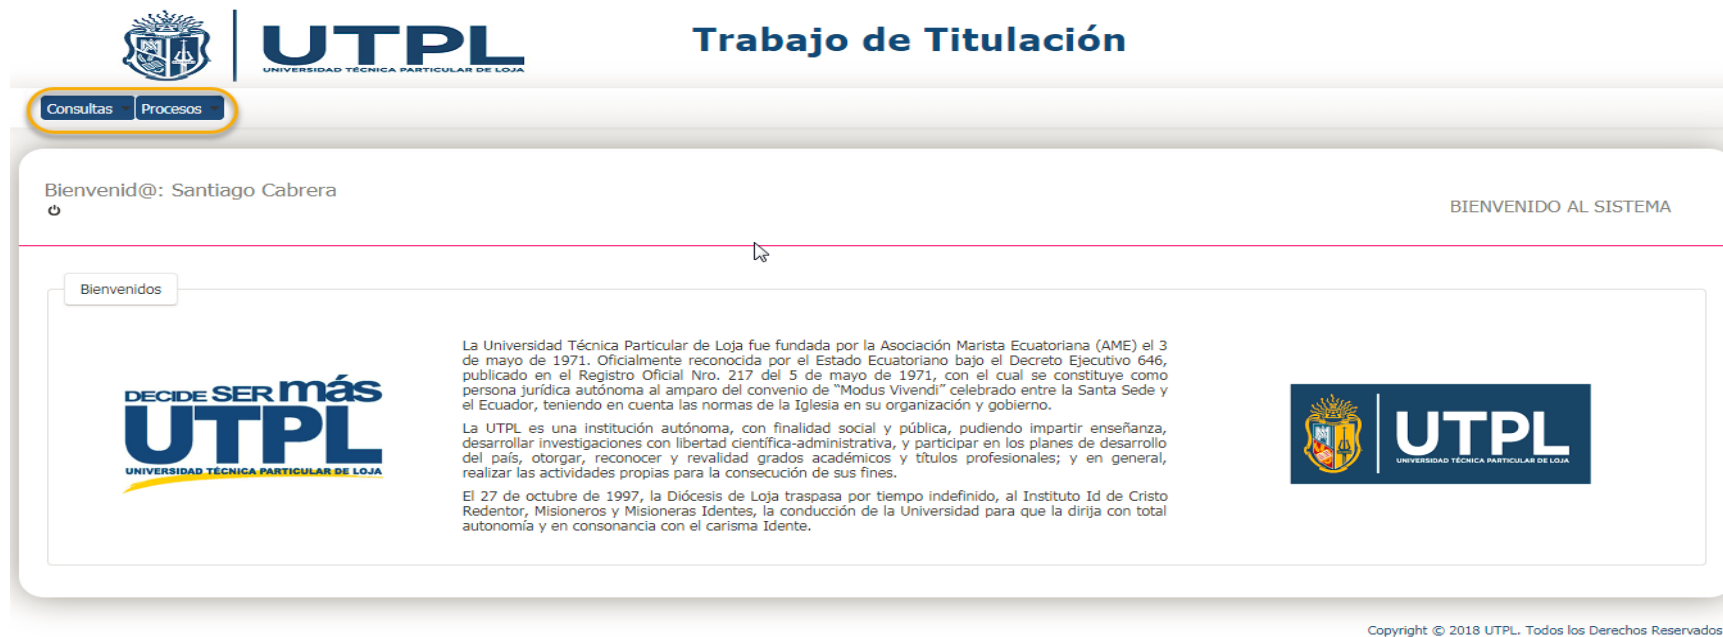 UTPL
UNIVERSIDAD TÉCNICA PARTICULAR DE LOJA
Trabajo de Titulación
Consultas Procesos
Bienvenid@: Santiago Cabrera
BIENVENIDO AL SISTEMA
Bienvenidos
DECIDE SER más
UTPL
UNIVERSIDAD TÉCNICA PARTICULAR DE LOJA
La Universidad Técnica Particular de Loja fue fundada por la Asociación Marista Ecuatoriana (AME) el 3
de mayo de 1971. Oficialmente reconocida por el Estado Ecuatoriano bajo el Decreto Ejecutivo 646,
publicado en el Registro Oficial Nro. 217 del 5 de mayo de 1971, con el cual se constituye como
persona jurídica autónoma al amparo del convenio de "Modus Vivendi" celebrado entre la Santa Sede y
el Ecuador, teniendo en cuenta las normas de la Iglesia en su organización y gobierno.
La UTPL es una institución autónoma, con finalidad social y pública, pudiendo impartir enseñanza,
desarrollar investigaciones con libertad científica-administrativa, y participar en los planes de desarrollo
del país, otorgar, reconocer y revalidad grados académicos y títulos profesionales; y en general,
realizar las actividades propias para la consecución de sus fines.
El 27 de octubre de 1997, la Diócesis de Loja traspasa por tiempo indefinido, al Instituto Id de Cristo
Redentor, Misioneros y Misioneras Identes, la conducción de la Universidad para que la dirija con total
autonomía y en consonancia con el carisma Idente.
UTPL
UNIVERSIDAD TÉCNICA PARTICULAR DE LOJA
Copyright © 2018 UTPL. Todos los Derechos Reservados